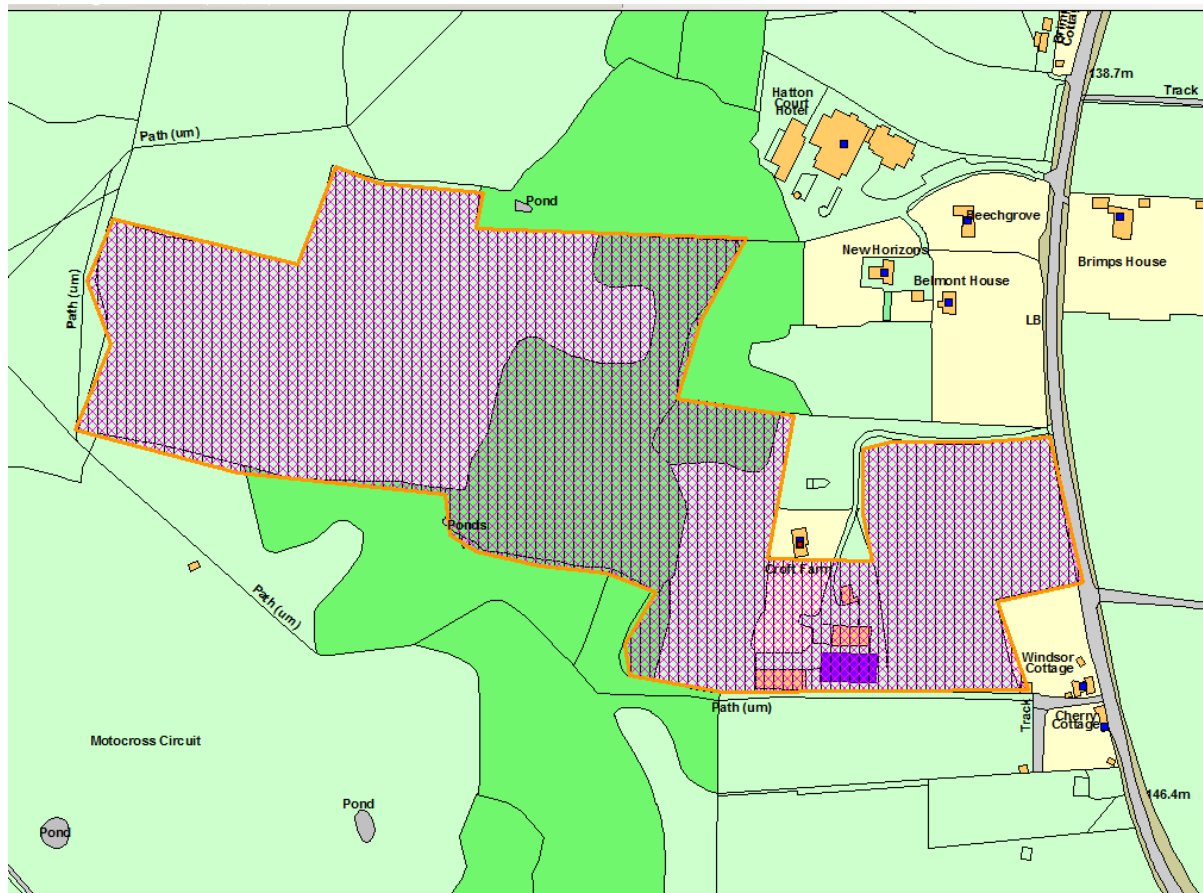 Brimps
Cottage
138.7m
Track
Hatton
Court
Hotel
Path (um)
Pond
Beechgrove
New Horizons
Belmont House
Brimps House
Path (um)
LB
Ponds
Croft Farm
Path (um)
Windsor
Cottage
Path (um)
Track
Cherry
Cottage
Motocross Circuit
146.4m
Pond
Pond